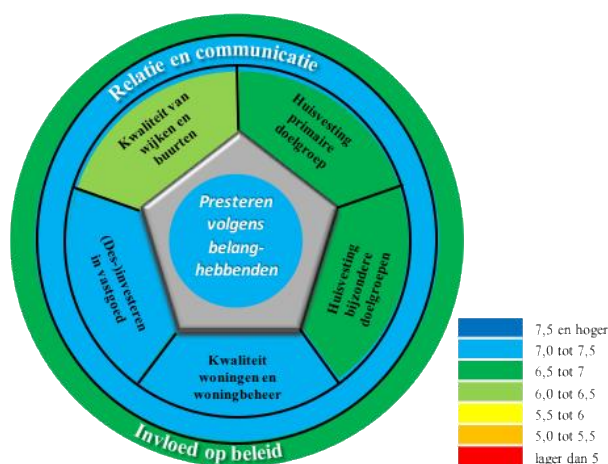 Relatie en communicatie
Kwaliteit van
wijken en
buurten
Huisvesting
primaire
doelgroep
Presteren
volgens
belang-
hebbenden
(Des-)investeren
in vastgoed
Huisvesting
bijzondere
doelgroepen
Kwaliteit
woningen en
woningbeheer
Invloed op beleid
7,5 en hoger
7,0 tot 7,5
6,5 tot 7
6,0 tot 6,5
5,5 tot 6
5,0 tot 5,5
lager dan 5